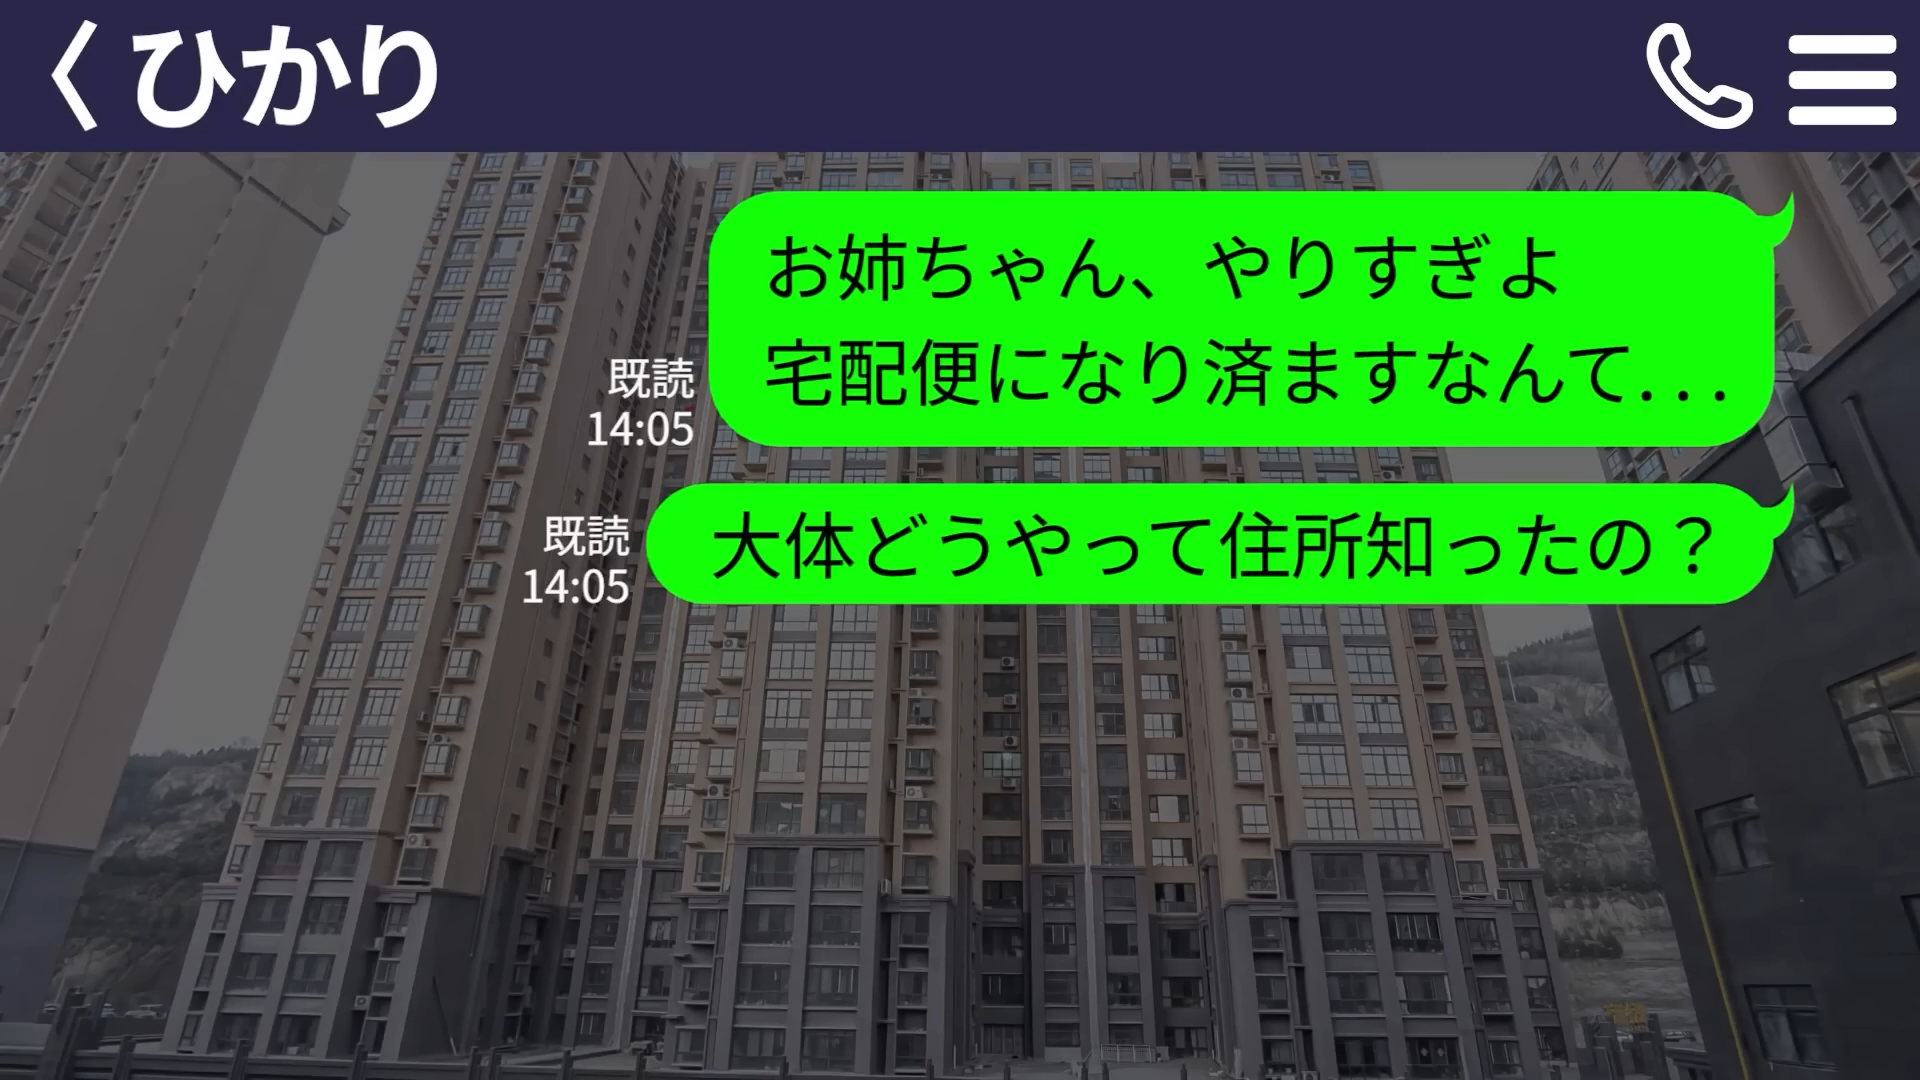 ひかり
お姉ちゃん、やりすぎよ
宅配便になり済ますなんて...
既読
14:05
大体どうやって住所知ったの？
既読
14:05